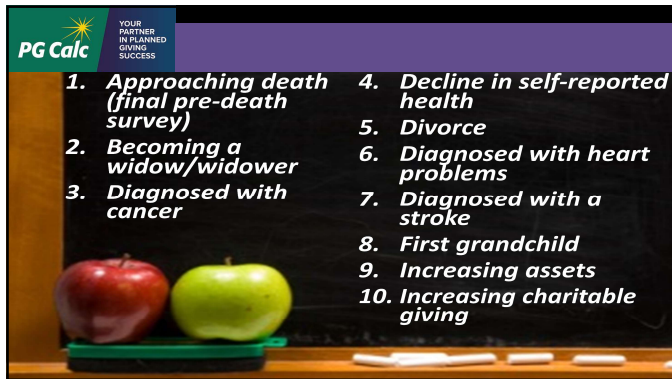 PG Calc
YOUR
PARTNER
IN PLANNED
GIVING
SUCCESS
1. Approaching death
(final pre-death
survey)
2. Becoming a
widow/widower
3. Diagnosed with
cancer
4. Decline in self-reported
health
5. Divorce
6. Diagnosed with heart
problems
7. Diagnosed with a
stroke
8. First grandchild
9. Increasing assets
10. Increasing charitable
giving